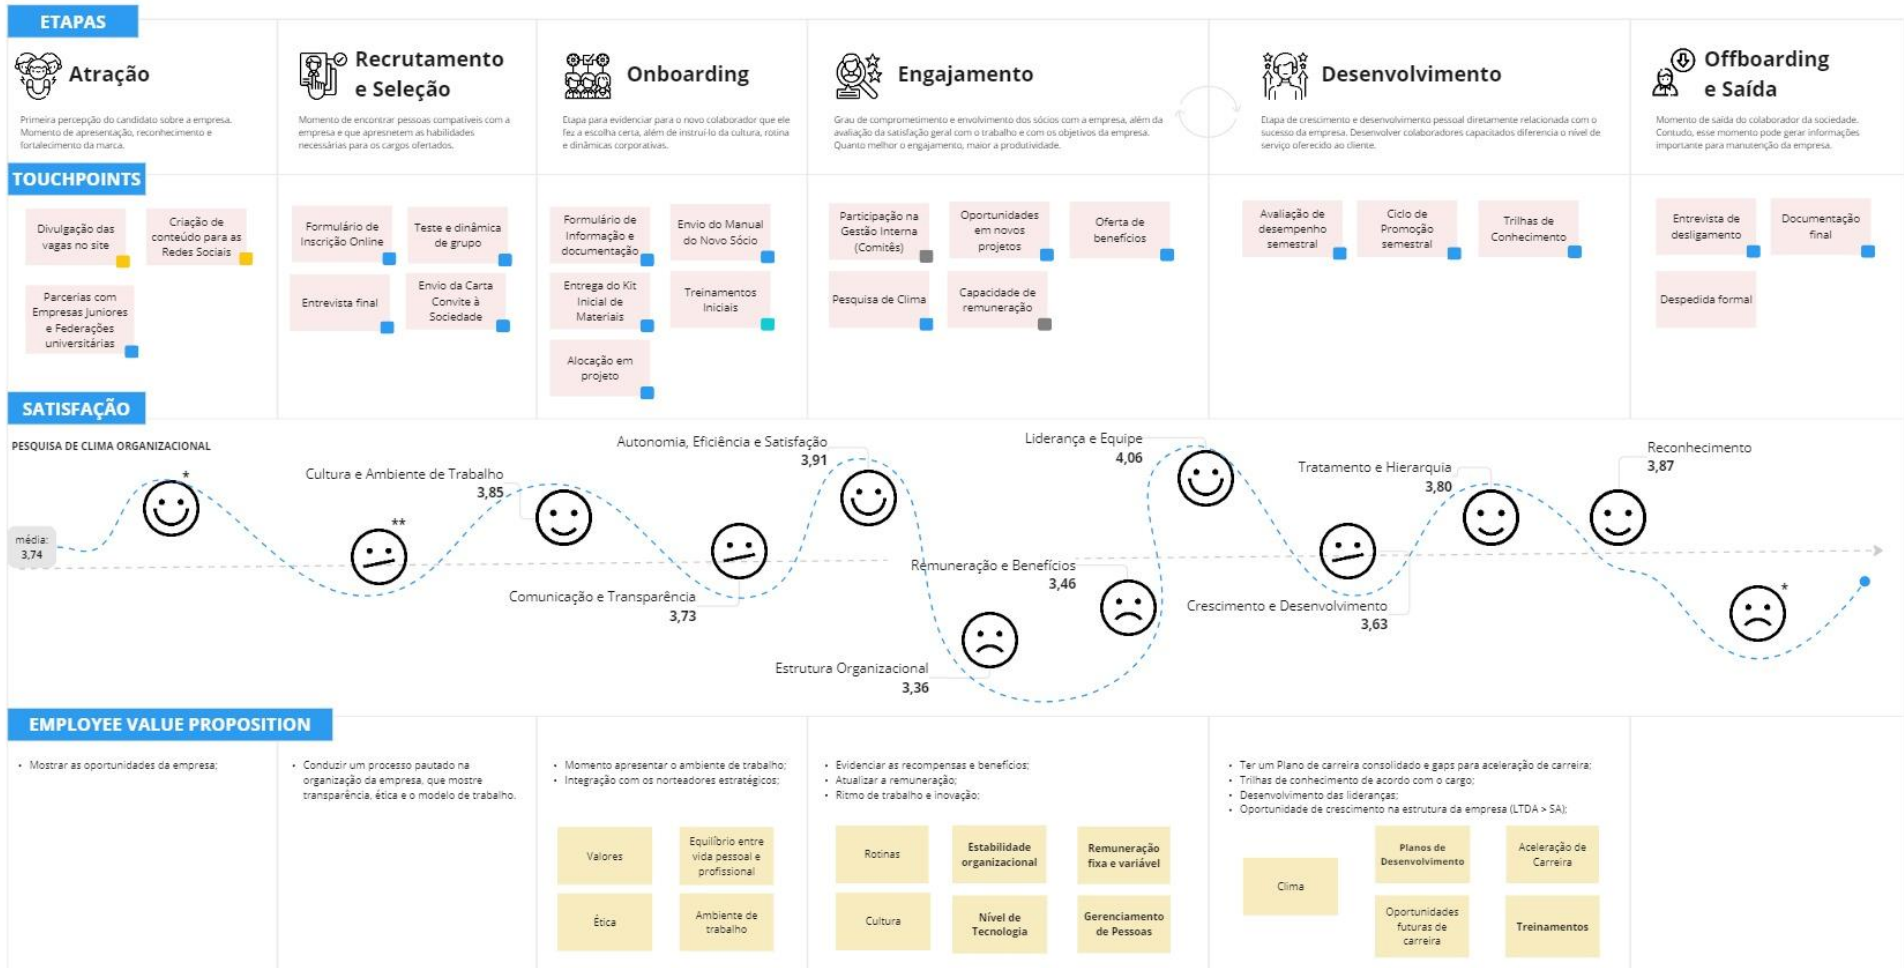 ETAPAS
Atração
Primeira percepção do candidato sobre a empresa.
Momento de apresentação, reconhecimento e
fortalecimento da marca.
Recrutamento
e Seleção
Momento de encontrar pessoas compatíveis com a
empresa e que apresnetem as habilidades
necessárias para os cargos ofertados.
Onboarding
Etapa para evidenciar para o novo colaborador que ele
fez a escolha certa, além de instruí-lo da cultura, rotina
e dinâmicas corporativas.
Engajamento
Grau de comprometimento e envolvimento dos sócios com a empresa, além da
avaliação da satisfação geral com o trabalho e com os objetivos da empresa.
Quanto melhor o engajamento, maior a produtividade.
Desenvolvimento
Etapa de crescimento e desenvolvimento pessoal diretamente relacionada com o
sucesso da empresa. Desenvolver colaboradores capacitados diferencia o nível de
serviço oferecido ao cliente.
Offboarding
e Saída
Momento de saída do colaborador da sociedade.
Contudo, esse momento pode gerar informações
importante para manutenção da empresa.
TOUCHPOINTS
Divulgação das
vagas no site
Criação de
conteúdo para as
Redes Sociais
Parcerias com
Empresas Juniores
e Federações
universitárias
Formulário de
Inscrição Online
Teste e dinâmica
de grupo
Entrevista final
Envio da Carta
Convite à
Sociedade
Formulário de
Informação e
documentação
Envio do Manual
do Novo Sócio
Entrega do Kit
Inicial de
Materiais
Treinamentos
Iniciais
Alocação em
projeto
Participação na
Gestão Interna
(Comitês)
Oportunidades
em novos
projetos
Oferta de
benefícios
Pesquisa de Clima
Capacidade de
remuneração
Avaliação de
desempenho
semestral
Ciclo de
Promoção
semestral
Trilhas de
Conhecimento
Entrevista de
desligamento
Documentação
final
Despedida formal
SATISFAÇÃO
PESQUISA DE CLIMA ORGANIZACIONAL
média:
3,74
*
**
Cultura e Ambiente de Trabalho
3,85
Comunicação e Transparência
3,73
Autonomia, Eficiência e Satisfação
3,91
Estrutura Organizacional
3,36
Remuneração e Benefícios
3,46
Liderança e Equipe
4,06
Crescimento e Desenvolvimento
3,63
Tratamento e Hierarquia
3,80
Reconhecimento
3,87
*
EMPLOYEE VALUE PROPOSITION
• Mostrar as oportunidades da empresa;
• Conduzir um processo pautado na
organização da empresa, que mostre
transparência, ética e o modelo de trabalho.
• Momento apresentar o ambiente de trabalho;
• Integração com os norteadores estratégicos;
Valores
Equilíbrio entre
vida pessoal e
profissional
Ética
Ambiente de
trabalho
• Evidenciar as recompensas e benefícios;
• Atualizar a remuneração;
• Ritmo de trabalho e inovação;
Rotinas
Estabilidade
organizacional
Remuneração
fixa e variável
Cultura
Nível de
Tecnologia
Gerenciamento
de Pessoas
• Ter um Plano de carreira consolidado e gaps para aceleração de carreira;
• Trilhas de conhecimento de acordo com o cargo;
• Desenvolvimento das lideranças;
• Oportunidade de crescimento na estrutura da empresa (LTDA > SA);
Clima
Planos de
Desenvolvimento
Aceleração de
Carreira
Oportunidades
futuras de
carreira
Treinamentos